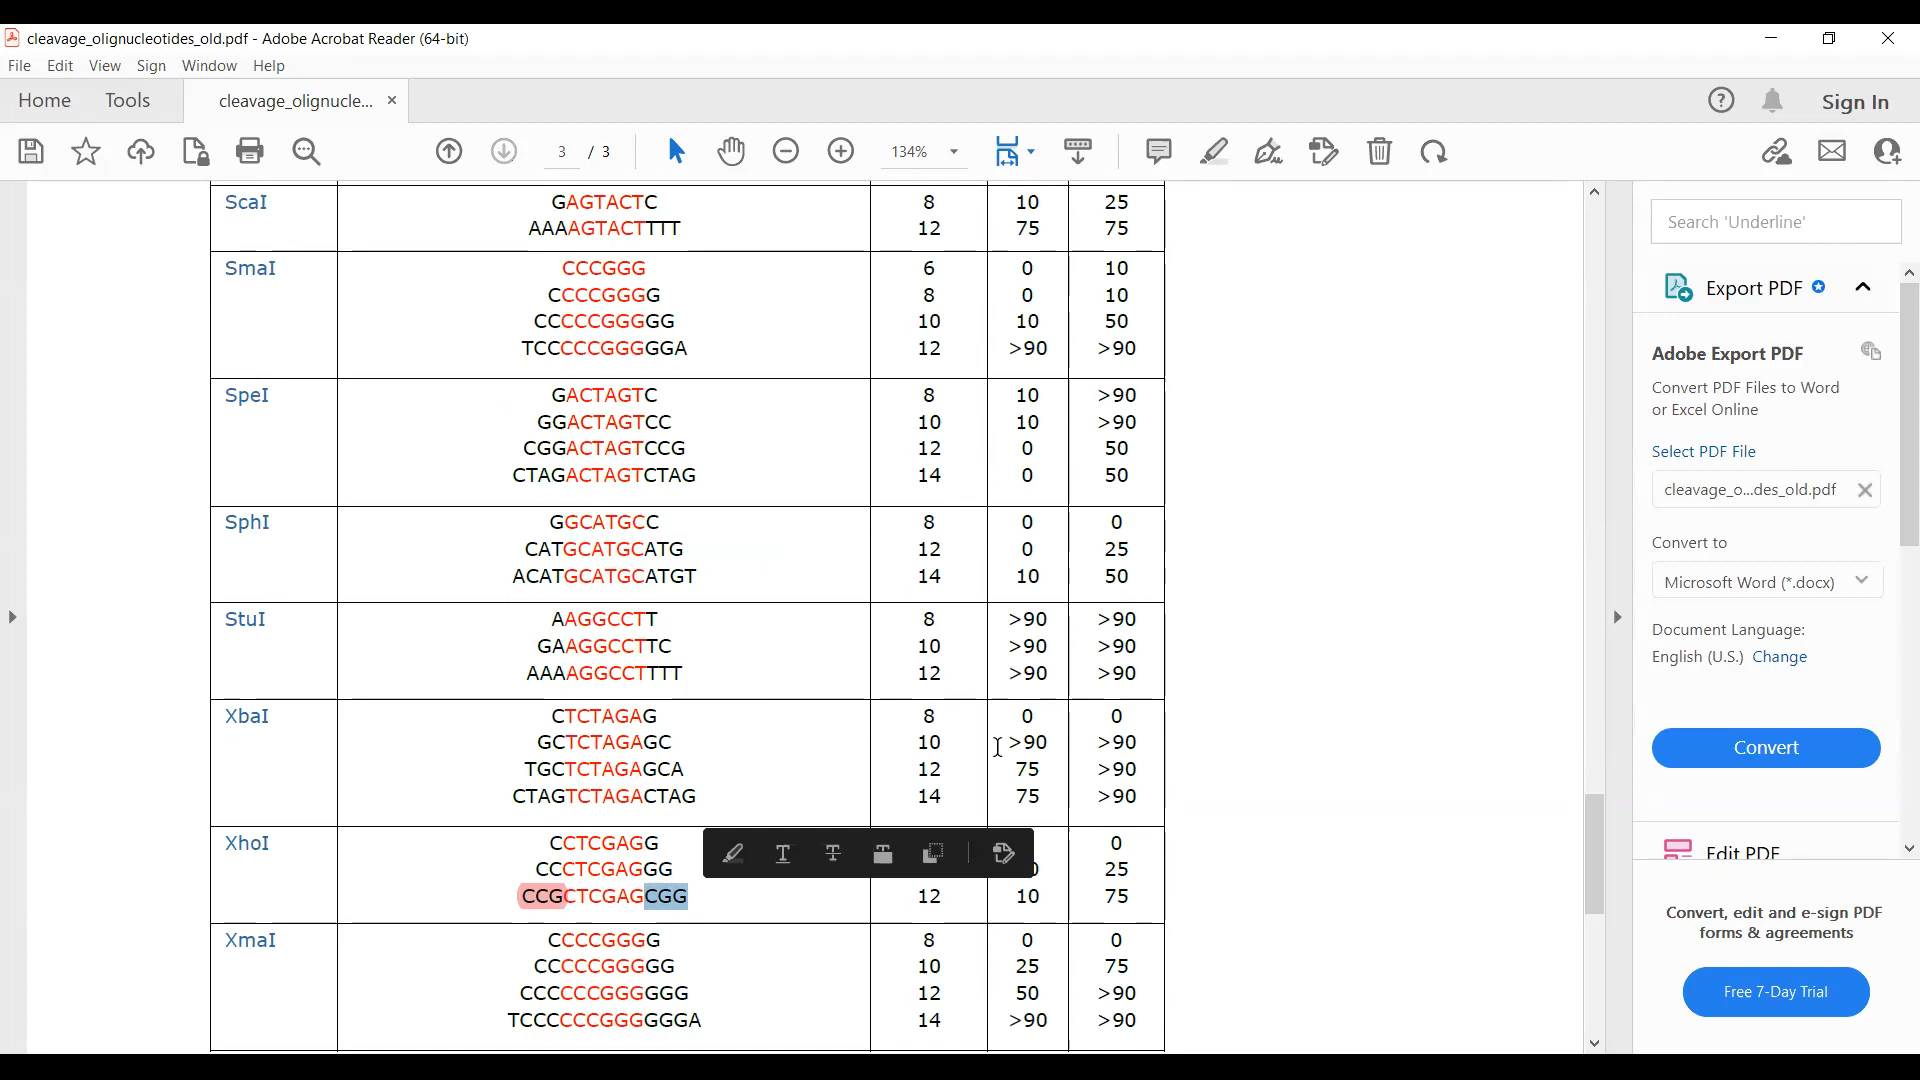 cleavage_olignucleotides_old.pdf - Adobe Acrobat Reader (64-bit)
File Edit View Sign Window Help
Home Tools cleavage_olignucle... × Sign In
3 / 3 134%
ScaI GAGTACTC 8 10 25
AAAAGTACTTTT 12 75 75
SmaI CCCGGG 6 0 10
CCCCGGGG 8 0 10
CCCCCGGGGG 10 10 50
TCCCCCGGGGGA 12 >90 >90
SpeI GACTAGTC 8 10 >90
GGACTAGTCC 10 10 >90
CGGACTAGTCCG 12 0 50
CTAGACTAGTCTAG 14 0 50
SphI GGCATGCC 8 0 0
CATGCATGCATG 12 0 25
ACATGCATGCATGT 14 10 50
StuI AAGGCCTT 8 >90 >90
GAAGGCCTTC 10 >90 >90
AAAAGGCCTTTT 12 >90 >90
XbaI CTCTAGAG 8 0 0
GCTCTAGAGC 10 >90 >90
TGCTCTAGAGCA 12 75 >90
CTAGTCTAGACTAG 14 75 >90
XhoI CCTCGAGG 0
CCCTCGAGGG 0 25
CCGCTCGAGCGG 12 10 75
XmaI CCCCGGGG 8 0 0
CCCCCGGGGG 10 25 75
CCCCCCGGGGGG 12 50 >90
TCCCCCCGGGGGGA 14 >90 >90
Search 'Underline'
Export PDF
Adobe Export PDF
Convert PDF Files to Word
or Excel Online
Select PDF File
cleavage_o...des_old.pdf
Convert to
Microsoft Word (*.docx)
Document Language:
English (U.S.) Change
Convert
Edit PDF
Convert, edit and e-sign PDF
forms & agreements
Free 7-Day Trial